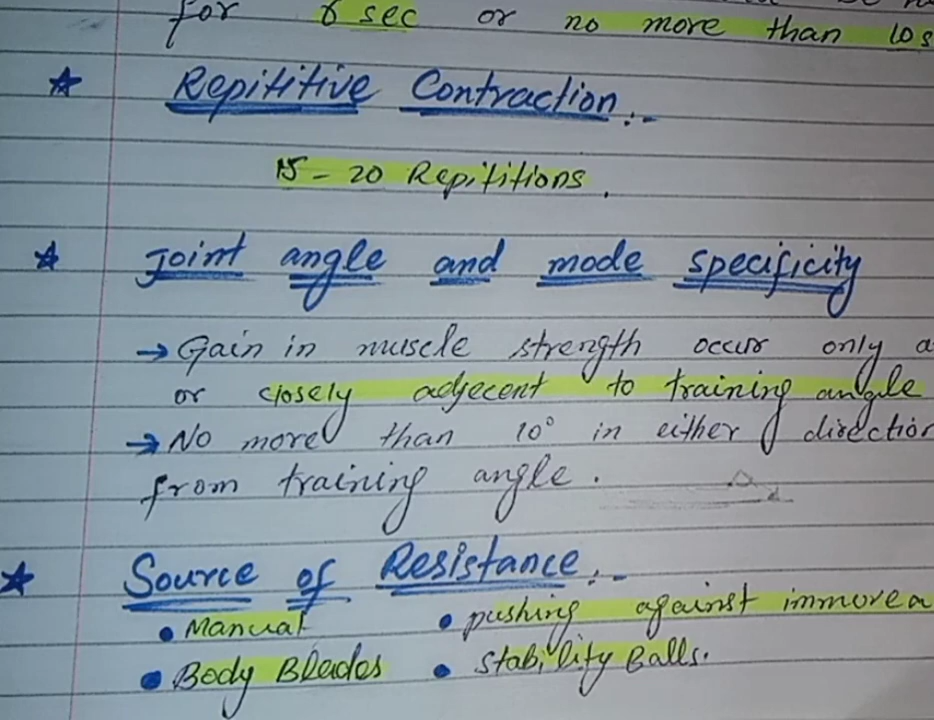 for 6 sec or no more than 10s
Repititive Contraction :-
15 - 20 Repititions.
Joint angle and mode specificity
→ Gain in muscle strength occur only a
or closely adjecent to training angle
→ No more than 10° in either direction
from training angle.
Source of Resistance :-
• Manual • pushing against immovea
• Body Blades • Stability Balls.